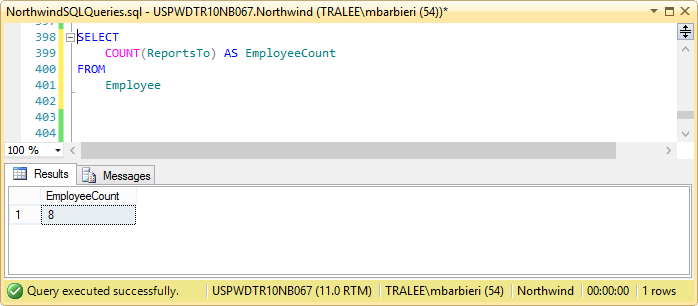 NorthwindSQLQueries.sql - USPWDTR10NB067.Northwind (TRALEE\mbarbieri (54))*
398 SELECT
399 COUNT(ReportsTo) AS EmployeeCount
400 FROM
401 Employee
402
403
404
100 %
Results Messages
EmployeeCount
1 8
Query executed successfully. USPWDTR10NB067 (11.0 RTM) TRALEE\mbarbieri (54) Northwind 00:00:00 1 rows